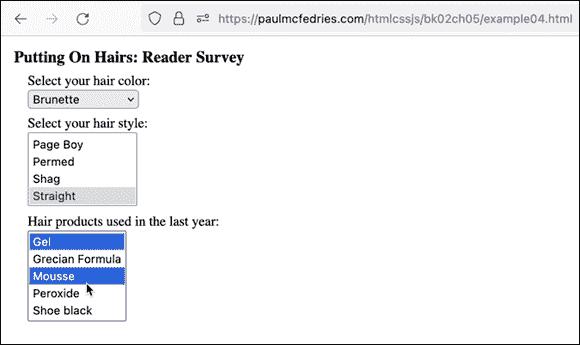 https://paulmcfedries.com/htmlcssjs/bk02ch05/example04.html
Putting On Hairs: Reader Survey
Select your hair color:
Brunette
Select your hair style:
Page Boy
Permed
Shag
Straight
Hair products used in the last year:
Gel
Grecian Formula
Mousse
Peroxide
Shoe black